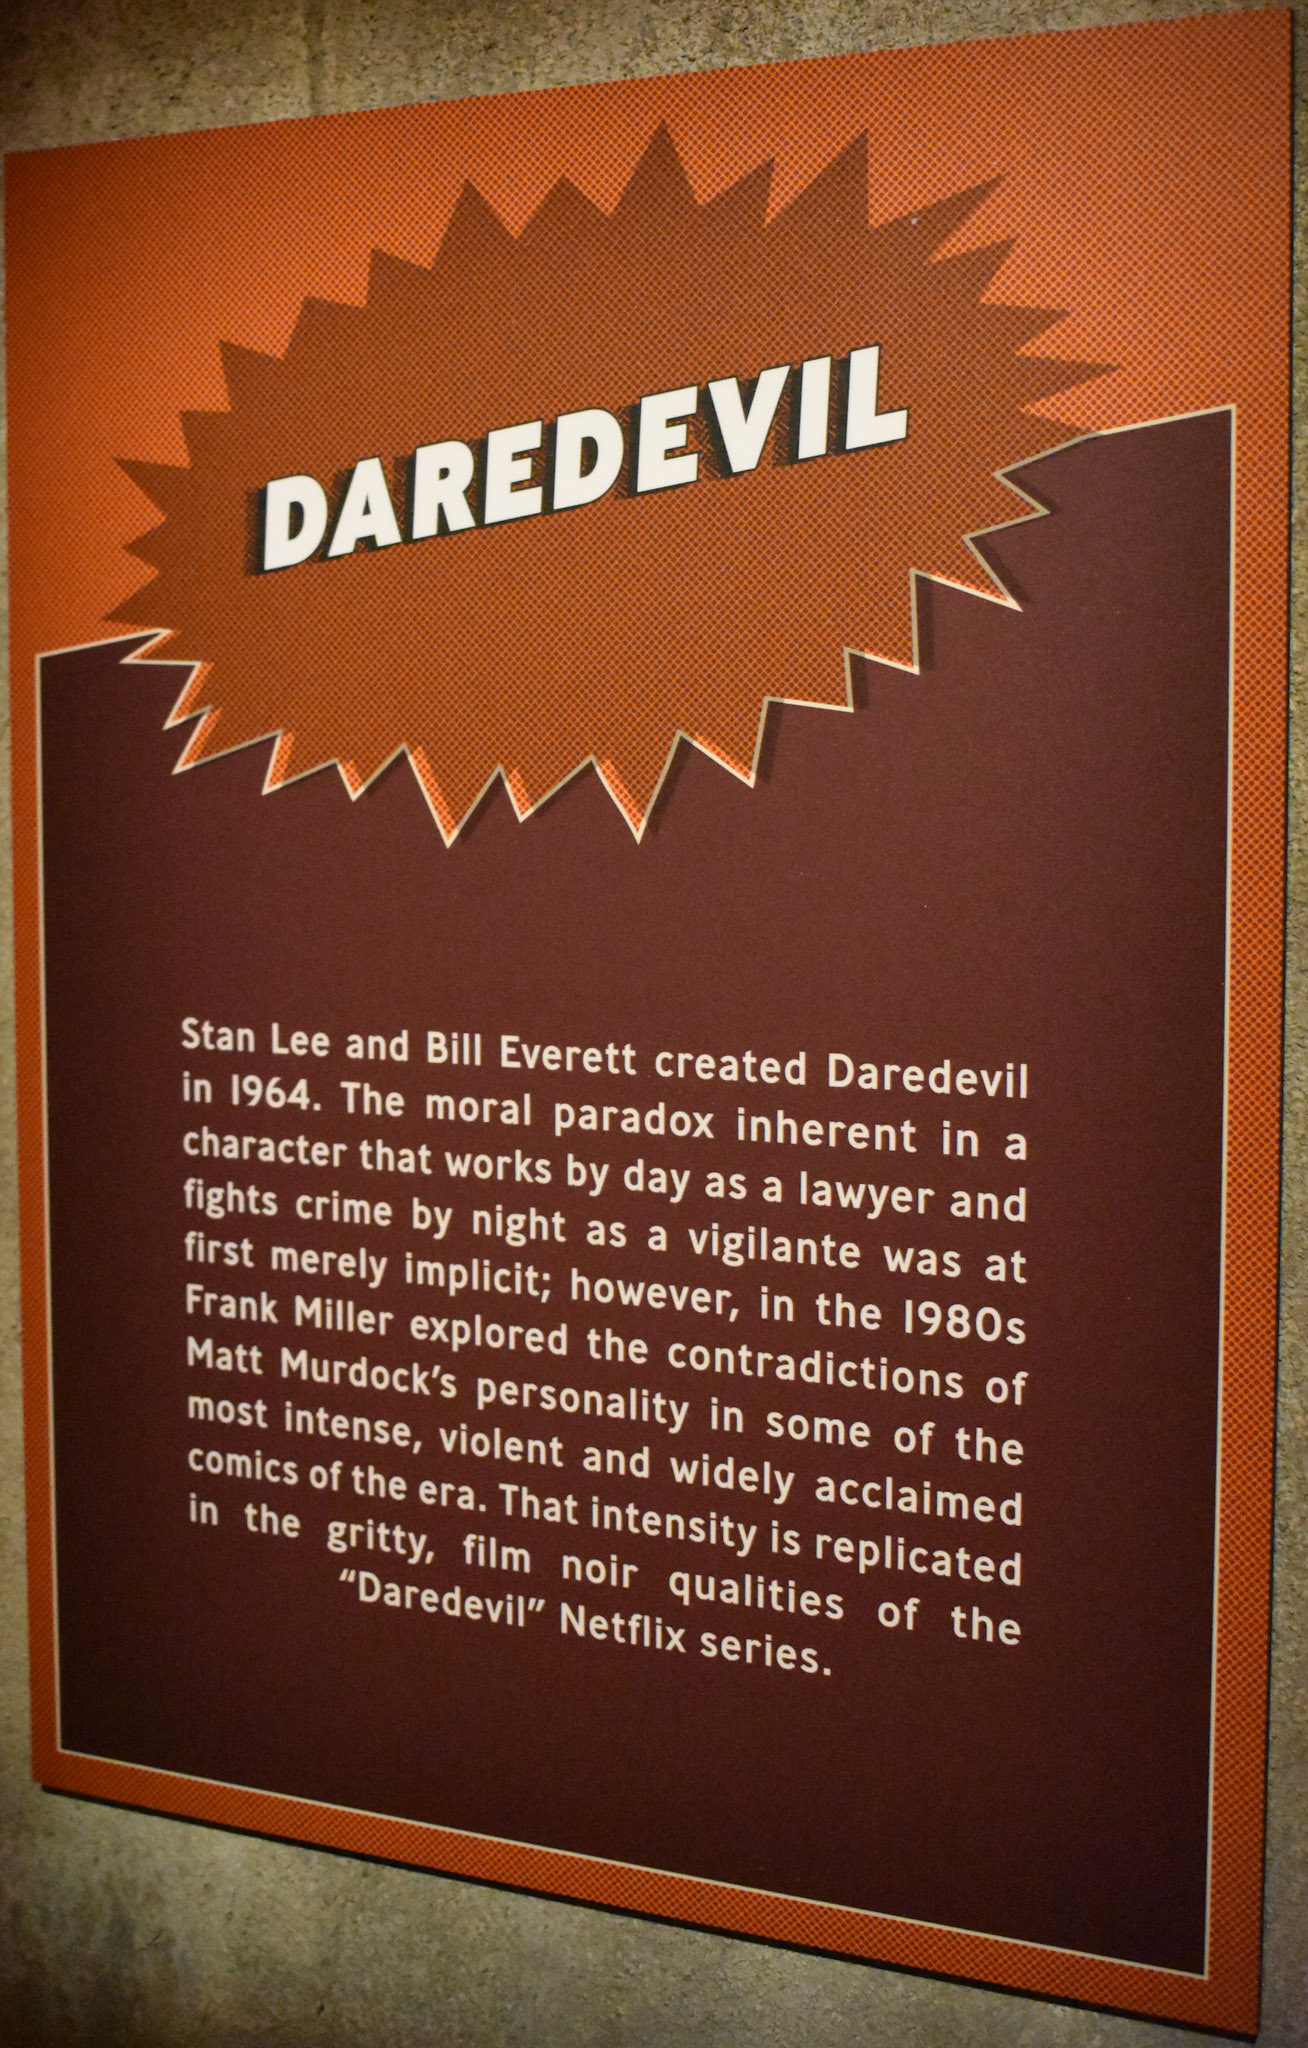 DAREDEVIL
Stan Lee and Bill Everett created Daredevil
in 1964. The moral paradox inherent in a
character that works by day as a lawyer and
fights crime by night as a vigilante was at
first merely implicit; however, in the 1980s
Frank Miller explored the contradictions of
Matt Murdock's personality in some of the
most intense, violent and widely acclaimed
comics of the era. That intensity is replicated
in the gritty, film noir qualities of the
“Daredevil” Netflix series.